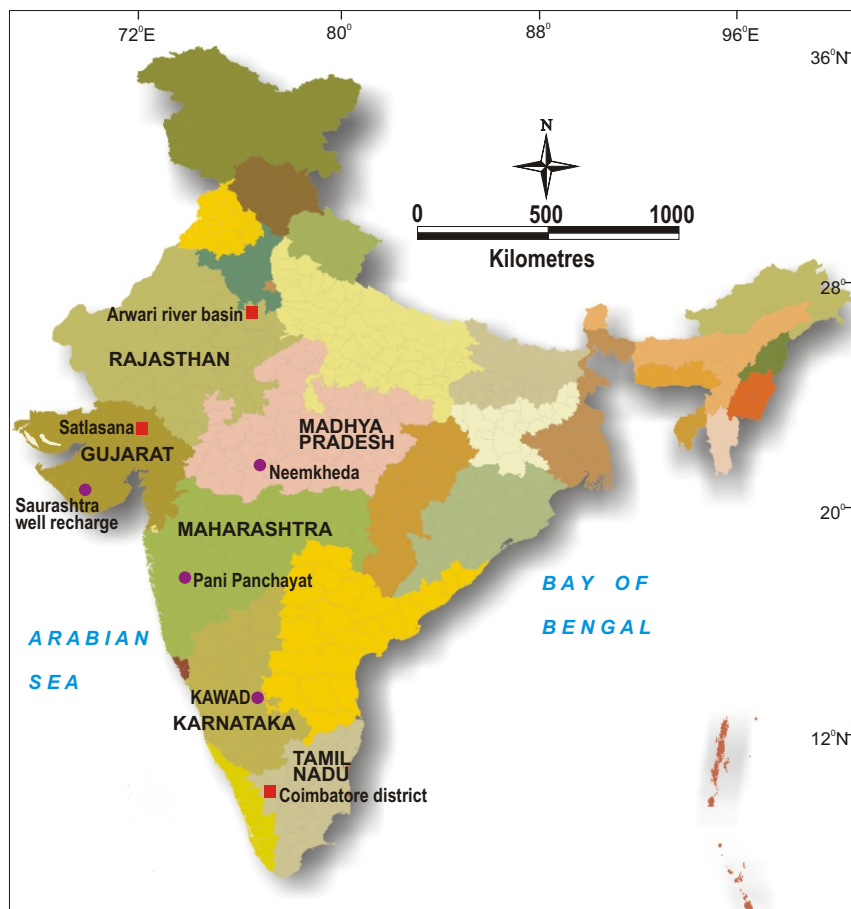 72°E 80° 88° 96°E
36°N
N
0 500 1000
Kilometres
28°
Arwari river basin
RAJASTHAN
Satlasana
GUJARAT
MADHYA
PRADESH
Neemkheda
Saurashtra
well recharge
20°
MAHARASHTRA
Pani Panchayat
BAY OF
BENGAL
ARABIAN
SEA
KAWAD
KARNATAKA
12°N
TAMIL
NADU
Coimbatore district